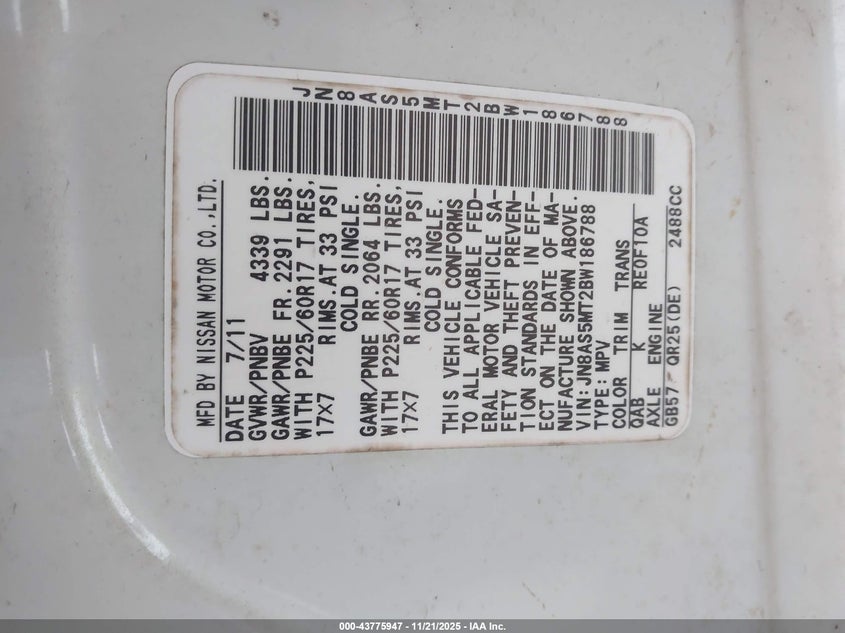 JN8AS5MT2BW186788
MFD BY NISSAN MOTOR CO.,LTD.
DATE 7/11
GVWR/PNBV 4339 LBS.
GAWR/PNBE FR.2291 LBS.
WITH P225/60R17 TIRES,
17X7 RIMS.AT 33 PSI
COLD SINGLE.
GAWR/PNBE RR.2064 LBS.
WITH P225/60R17 TIRES,
17X7 RIMS.AT 33 PSI
COLD SINGLE.
THIS VEHICLE CONFORMS
TO ALL APPLICABLE FED-
ERAL MOTOR VEHICLE SA-
FETY AND THEFT PREVEN-
TION STANDARDS IN EFF-
ECT ON THE DATE OF MA-
NUFACTURE SHOWN ABOVE.
VIN:JN8AS5MT2BW186788
TYPE:MPV
COLOR TRIM TRANS
QAB K RE0F10A
AXLE ENGINE
GB57 QR25(DE) 2488CC
000-43775947 - 11/21/2025 - IAA Inc.